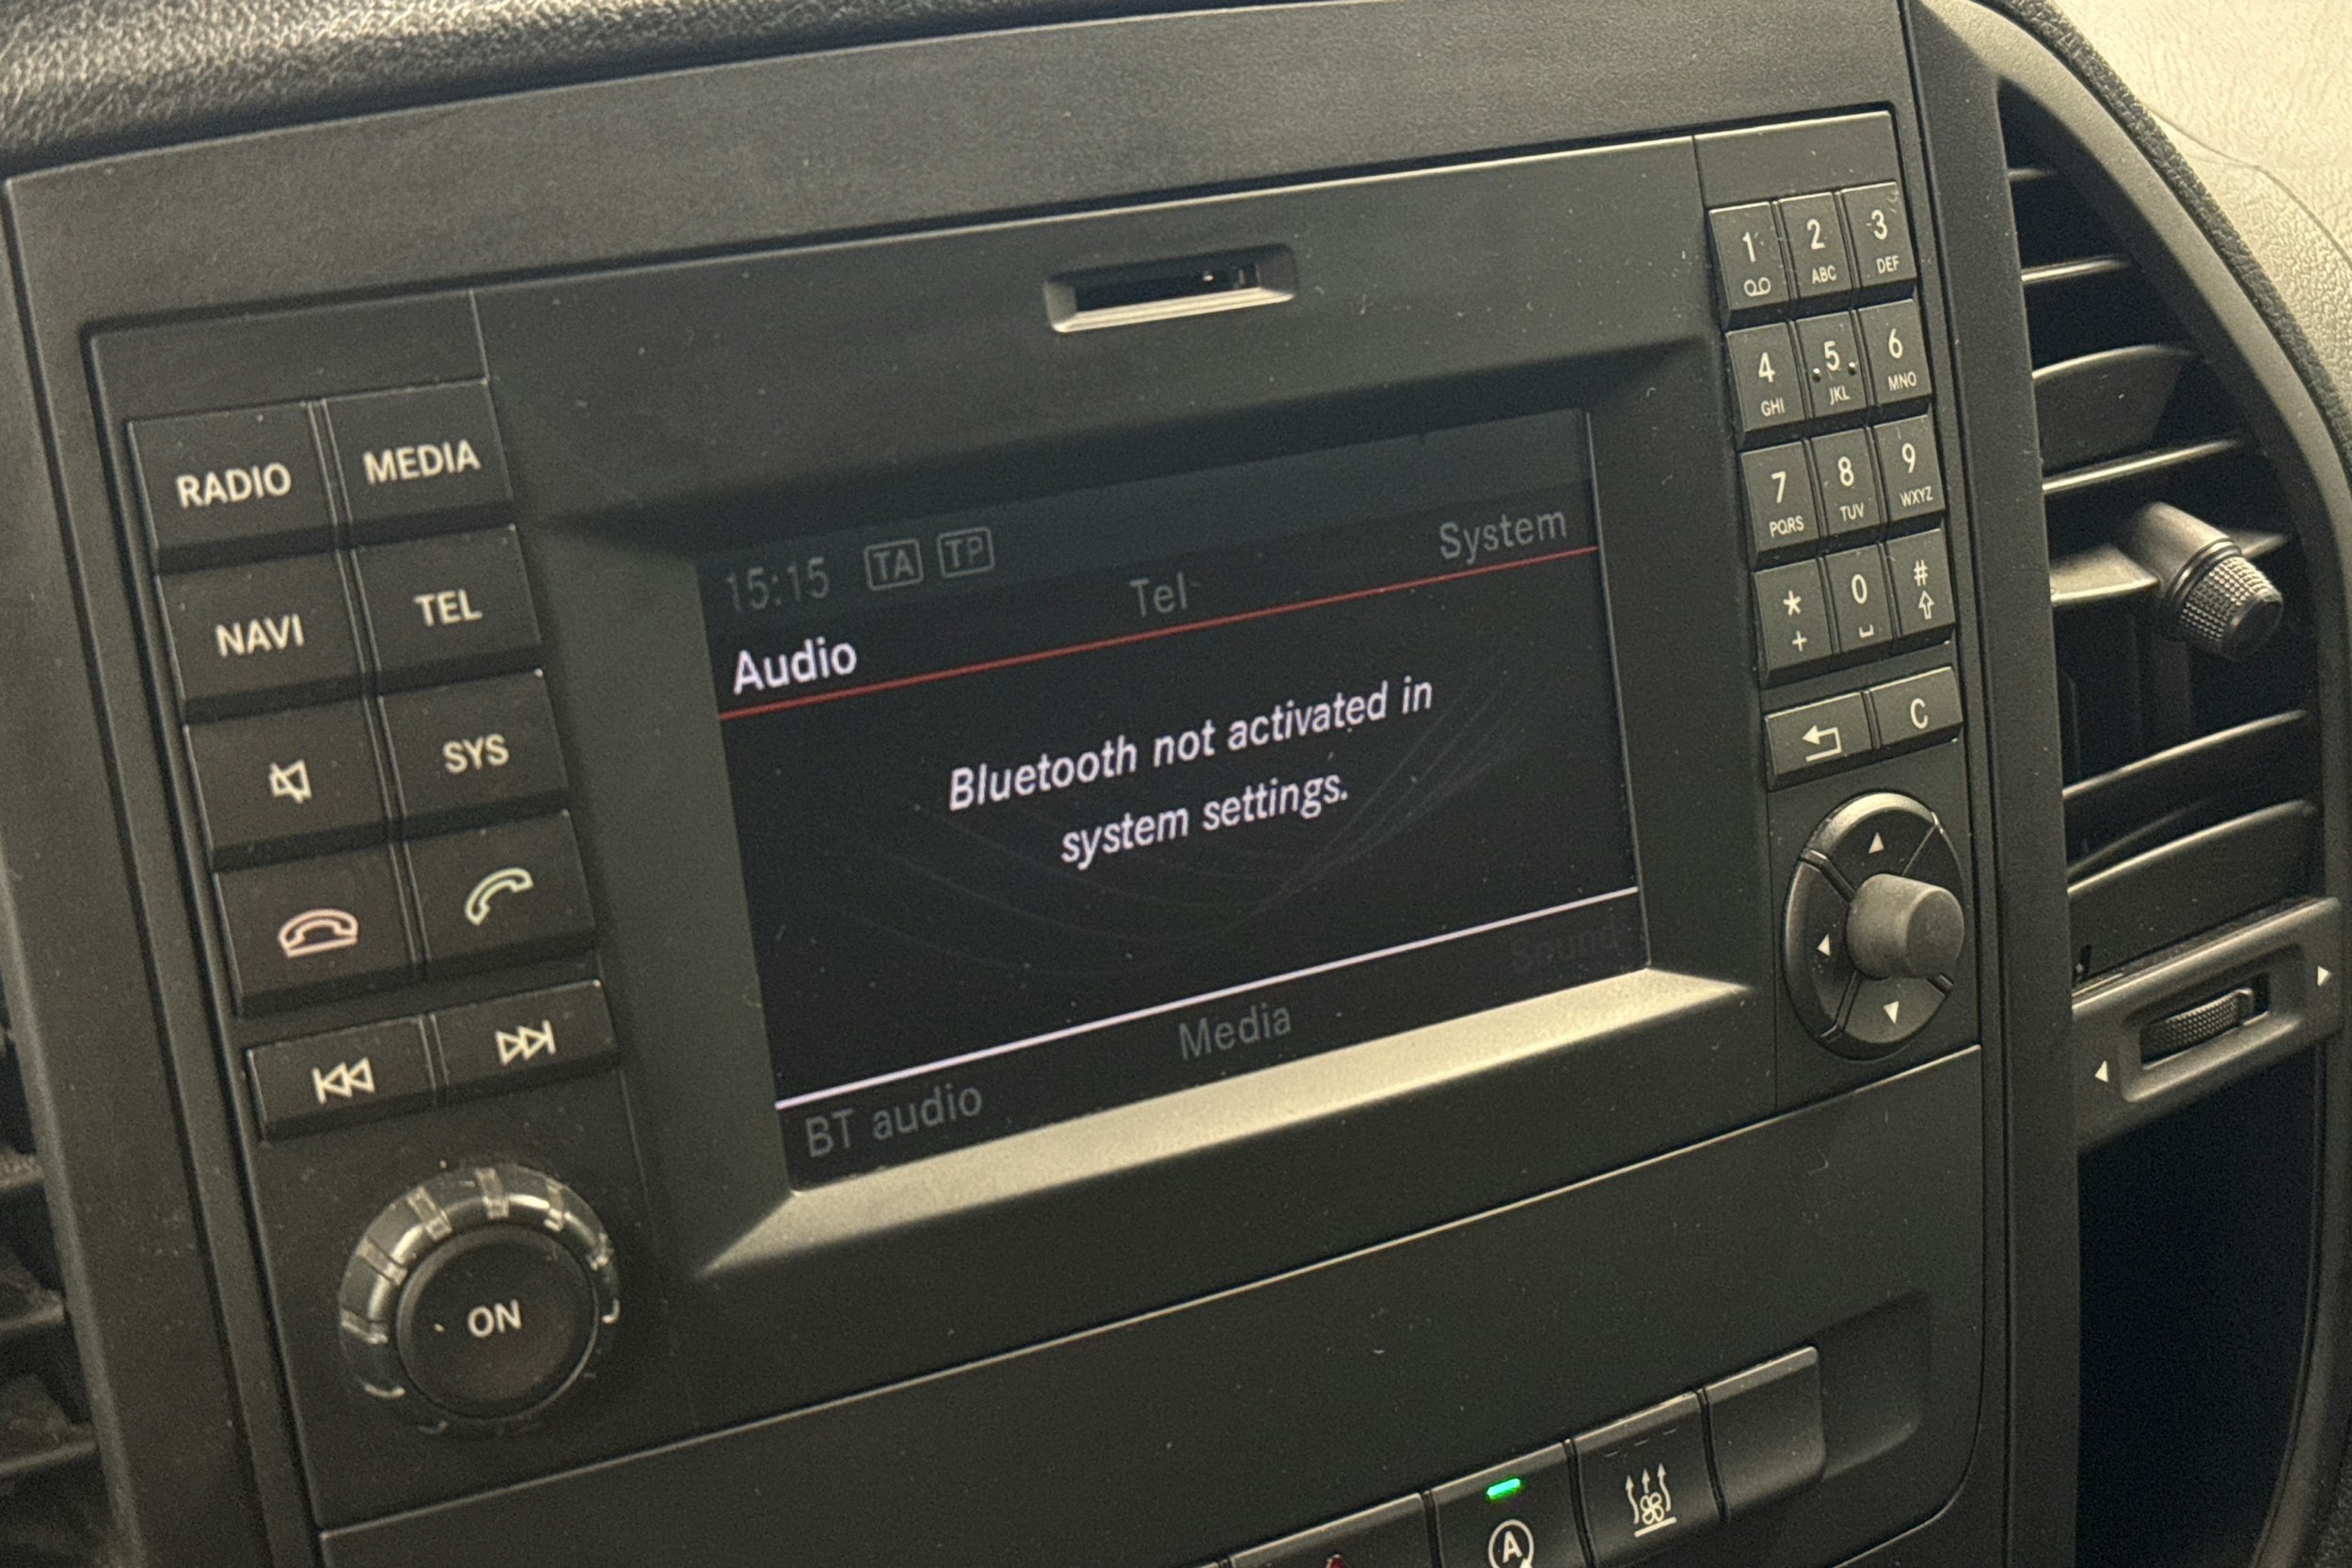 RADIO MEDIA
NAVI TEL
SYS
ON
15:15 TA TP
Audio Tel System
Bluetooth not activated in
system settings.
BT audio Media Sound
1 2 ABC 3 DEF
4 GHI 5 JKL 6 MNO
7 PQRS 8 TUV 9 WXYZ
* + 0 #
C
A